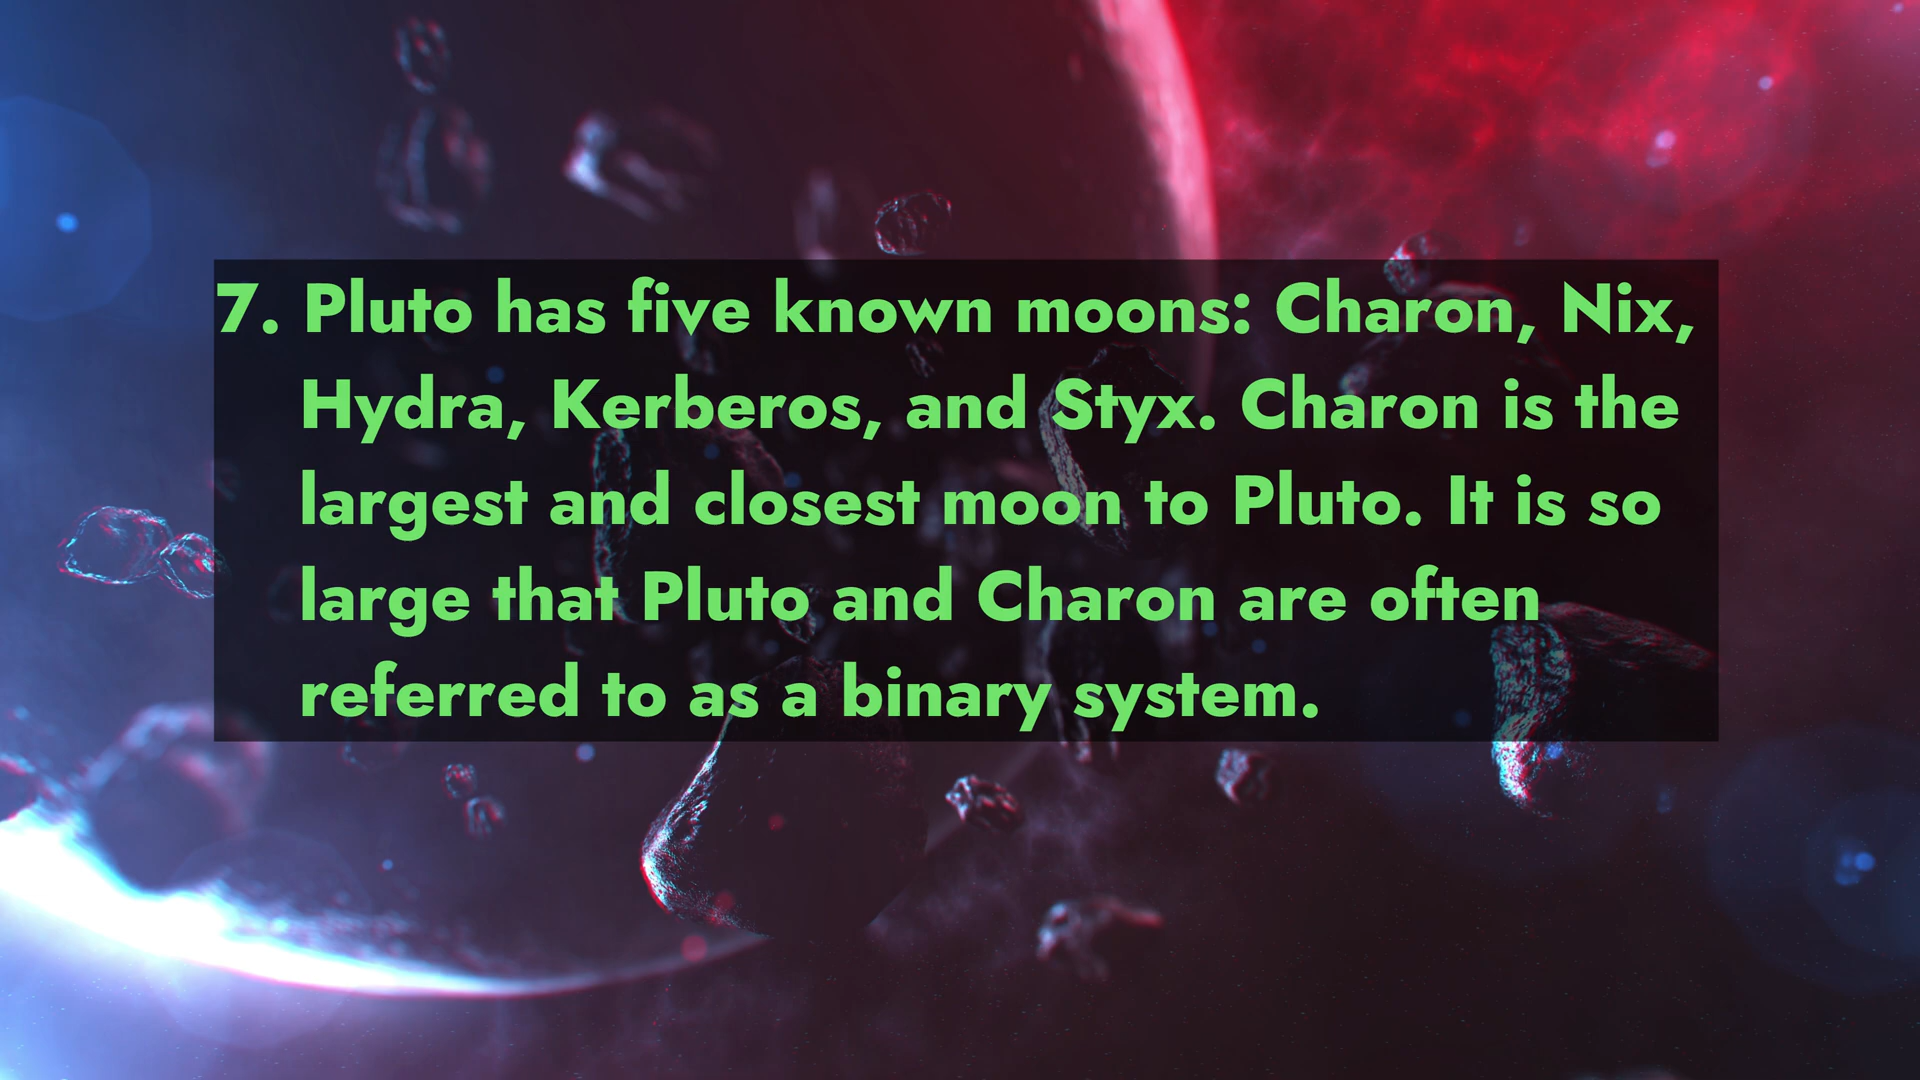 7. Pluto has five known moons: Charon, Nix,
Hydra, Kerberos, and Styx. Charon is the
largest and closest moon to Pluto. It is so
large that Pluto and Charon are often
referred to as a binary system.